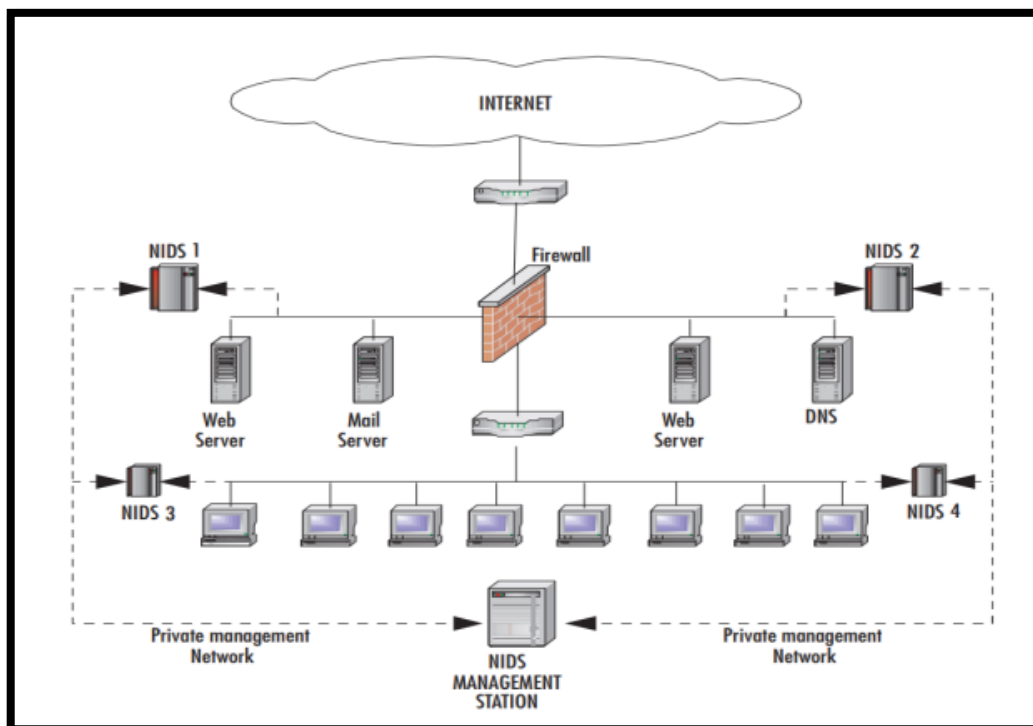 INTERNET
NIDS 1
Firewall
NIDS 2
Web
Server
Mail
Server
Web
Server
DNS
NIDS 3
NIDS 4
Private management
Network
NIDS
MANAGEMENT
STATION
Private management
Network